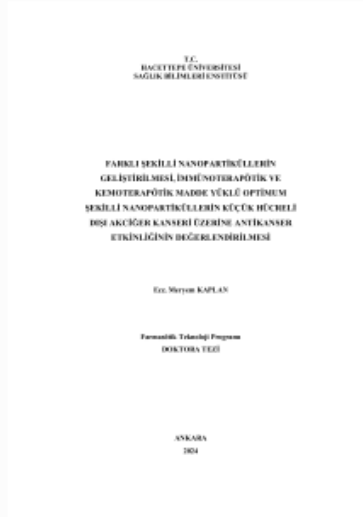 T.C.
HACETTEPE ÜNİVERSİTESİ
SAĞLIK BİLİMLERİ ENSTİTÜSÜ
FARKLI ŞEKİLLİ NANOPARTİKÜLLERİN
GELİŞTİRİLMESİ, İMMÜNOTERAPÖTİK VE
KEMOTERAPÖTİK MADDE YÜKLÜ OPTİMUM
ŞEKİLLİ NANOPARTİKÜLLERİN KÜÇÜK HÜCRELİ
DIŞI AKCİĞER KANSERİ ÜZERİNE ANTİKANSER
ETKİNLİĞİNİN DEĞERLENDİRİLMESİ
Ecz. Meryem KAPLAN
Farmasötik Teknoloji Programı
DOKTORA TEZİ
ANKARA
2024